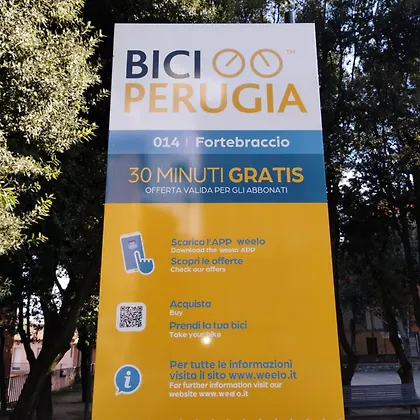 BICI
TM
PERUGIA
014 | Fortebraccio
30 MINUTI GRATIS
OFFERTA VALIDA PER GLI ABBONATI
Scarica l'APP weelo
Download the weelo APP
Scopri le offerte
Check our offers
Acquista
Buy
Prendi la tua bici
Take your bike
i
Per tutte le informazioni
visita il sito www.weelo.it
For further information visit our
website www.weelo.it